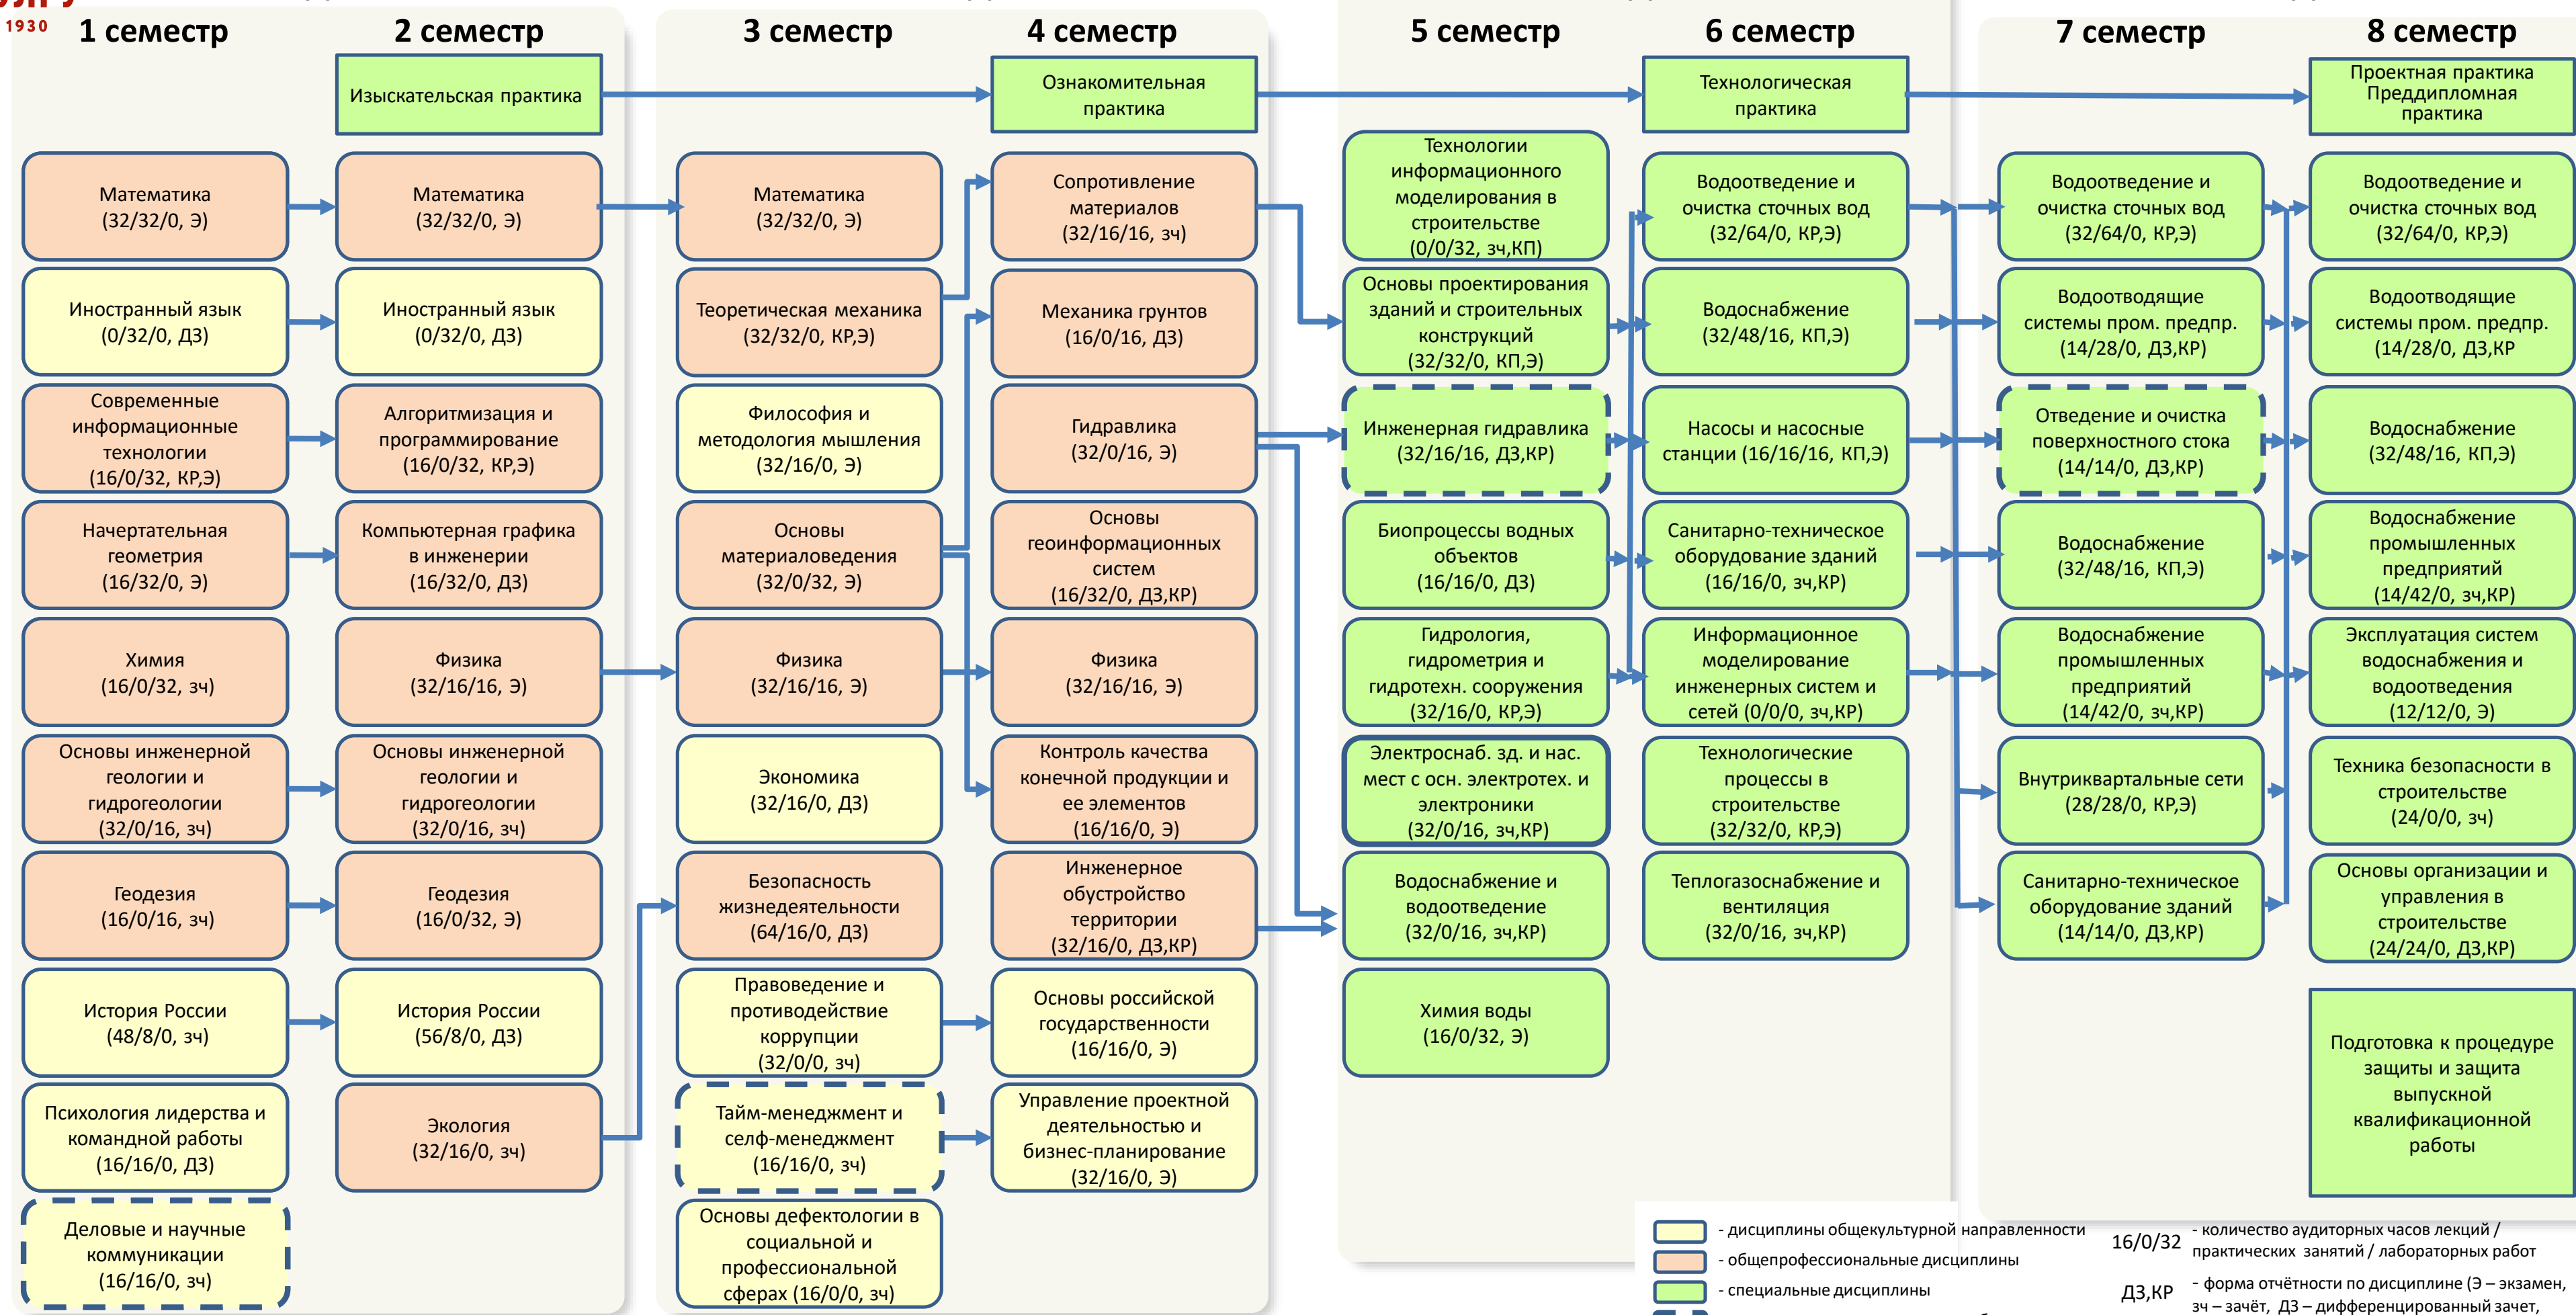 1930
1 семестр
2 семестр
3 семестр
4 семестр
5 семестр
6 семестр
7 семестр
8 семестр
Изыскательская практика
Ознакомительная
практика
Технологическая
практика
Проектная практика
Преддипломная
практика
Математика
(32/32/0, Э)
Иностранный язык
(0/32/0, ДЗ)
Современные
информационные
технологии
(16/0/32, КР,Э)
Начертательная
геометрия
(16/32/0, Э)
Химия
(16/0/32, зч)
Основы инженерной
геологии и
гидрогеологии
(32/0/16, зч)
Геодезия
(16/0/16, зч)
История России
(48/8/0, зч)
Психология лидерства и
командной работы
(16/16/0, ДЗ)
Деловые и научные
коммуникации
(16/16/0, зч)
Математика
(32/32/0, Э)
Иностранный язык
(0/32/0, ДЗ)
Алгоритмизация и
программирование
(16/0/32, КР,Э)
Компьютерная графика
в инженерии
(16/32/0, ДЗ)
Физика
(32/16/16, Э)
Основы инженерной
геологии и
гидрогеологии
(32/0/16, зч)
Геодезия
(16/0/32, Э)
История России
(56/8/0, ДЗ)
Экология
(32/16/0, зч)
Математика
(32/32/0, Э)
Теоретическая механика
(32/32/0, КР,Э)
Философия и
методология мышления
(32/16/0, Э)
Основы
материаловедения
(32/0/32, Э)
Физика
(32/16/16, Э)
Экономика
(32/16/0, ДЗ)
Безопасность
жизнедеятельности
(64/16/0, ДЗ)
Правоведение и
противодействие
коррупции
(32/0/0, зч)
Тайм-менеджмент и
селф-менеджмент
(16/16/0, зч)
Основы дефектологии в
социальной и
профессиональной
сферах (16/0/0, зч)
Сопротивление
материалов
(32/16/16, зч)
Механика грунтов
(16/0/16, ДЗ)
Гидравлика
(32/0/16, Э)
Основы
геоинформационных
систем
(16/32/0, ДЗ,КР)
Физика
(32/16/16, Э)
Контроль качества
конечной продукции и
ее элементов
(16/16/0, Э)
Инженерное
обустройство
территории
(32/16/0, ДЗ,КР)
Основы российской
государственности
(16/16/0, Э)
Управление проектной
деятельностью и
бизнес-планирование
(32/16/0, Э)
Технологии
информационного
моделирования в
строительстве
(0/0/32, зч,КП)
Основы проектирования
зданий и строительных
конструкций
(32/32/0, КП,Э)
Инженерная гидравлика
(32/16/16, ДЗ,КР)
Биопроцессы водных
объектов
(16/16/0, ДЗ)
Гидрология,
гидрометрия и
гидротехн. сооружения
(32/16/0, КР,Э)
Электроснаб. зд. и нас.
мест с осн. электротех. и
электроники
(32/0/16, зч,КР)
Водоснабжение и
водоотведение
(32/0/16, зч,КР)
Химия воды
(16/0/32, Э)
Водоотведение и
очистка сточных вод
(32/64/0, КР,Э)
Водоснабжение
(32/48/16, КП,Э)
Насосы и насосные
станции (16/16/16, КП,Э)
Санитарно-техническое
оборудование зданий
(16/16/0, зч,КР)
Информационное
моделирование
инженерных систем и
сетей (0/0/0, зч,КР)
Технологические
процессы в
строительстве
(32/32/0, КР,Э)
Теплогазоснабжение и
вентиляция
(32/0/16, зч,КР)
Водоотведение и
очистка сточных вод
(32/64/0, КР,Э)
Водоотводящие
системы пром. предпр.
(14/28/0, ДЗ,КР)
Отведение и очистка
поверхностного стока
(14/14/0, ДЗ,КР)
Водоснабжение
(32/48/16, КП,Э)
Водоснабжение
промышленных
предприятий
(14/42/0, зч,КР)
Внутриквартальные сети
(28/28/0, КР,Э)
Санитарно-техническое
оборудование зданий
(14/14/0, ДЗ,КР)
Водоотведение и
очистка сточных вод
(32/64/0, КР,Э)
Водоотводящие
системы пром. предпр.
(14/28/0, ДЗ,КР
Водоснабжение
(32/48/16, КП,Э)
Водоснабжение
промышленных
предприятий
(14/42/0, зч,КР)
Эксплуатация систем
водоснабжения и
водоотведения
(12/12/0, Э)
Техника безопасности в
строительстве
(24/0/0, зч)
Основы организации и
управления в
строительстве
(24/24/0, ДЗ,КР)
Подготовка к процедуре
защиты и защита
выпускной
квалификационной
работы
- дисциплины общекультурной направленности
- общепрофессиональные дисциплины
- специальные дисциплины
16/0/32
- количество аудиторных часов лекций /
практических занятий / лабораторных работ
ДЗ,КР
- форма отчётности по дисциплине (Э – экзамен,
зч – зачёт, ДЗ – дифференцированный зачет,